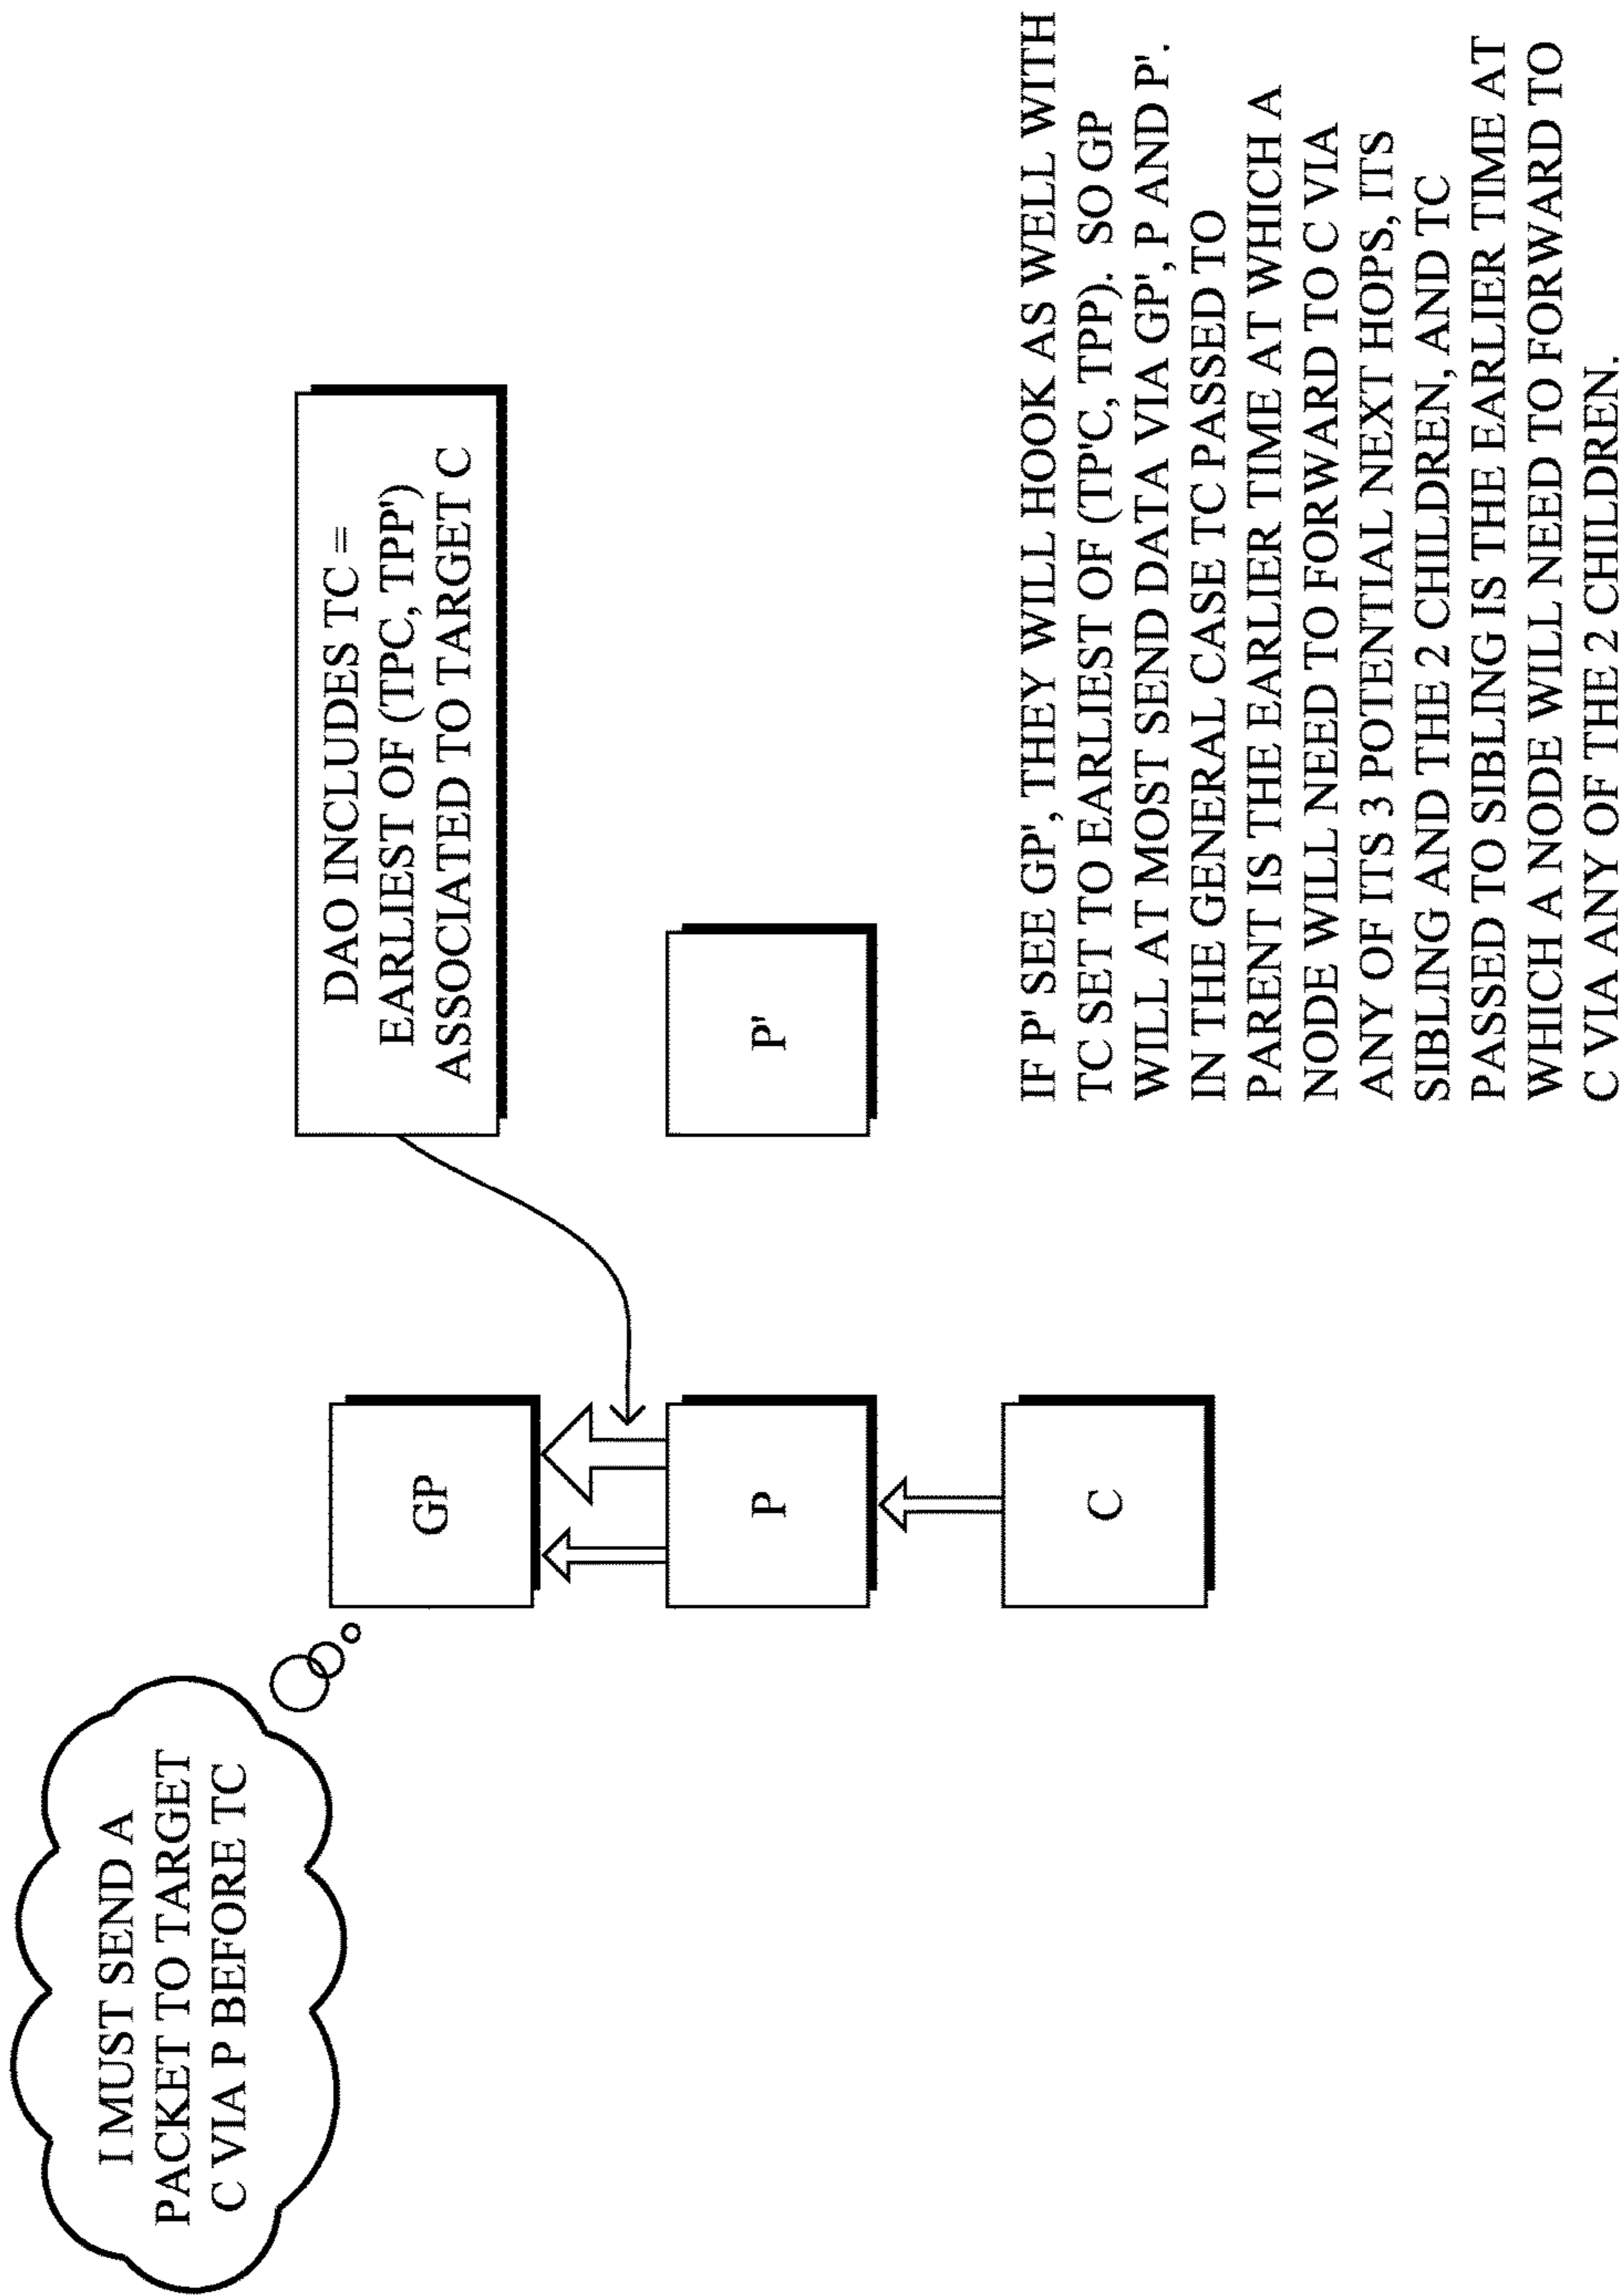 I MUST SEND A
PACKET TO TARGET
C VIA P BEFORE TC
DAO INCLUDES TC =
EARLIEST OF (TPC, TPP')
ASSOCIATED TO TARGET C
GP
P
P'
C
IF P' SEE GP', THEY WILL HOOK AS WELL WITH
TC SET TO EARLIEST OF (TP'C, TPP). SO GP
WILL AT MOST SEND DATA VIA GP', P AND P'.
IN THE GENERAL CASE TC PASSED TO
PARENT IS THE EARLIER TIME AT WHICH A
NODE WILL NEED TO FORWARD TO C VIA
ANY OF ITS 3 POTENTIAL NEXT HOPS, ITS
SIBLING AND THE 2 CHILDREN, AND TC
PASSED TO SIBLING IS THE EARLIER TIME AT
WHICH A NODE WILL NEED TO FORWARD TO
C VIA ANY OF THE 2 CHILDREN.